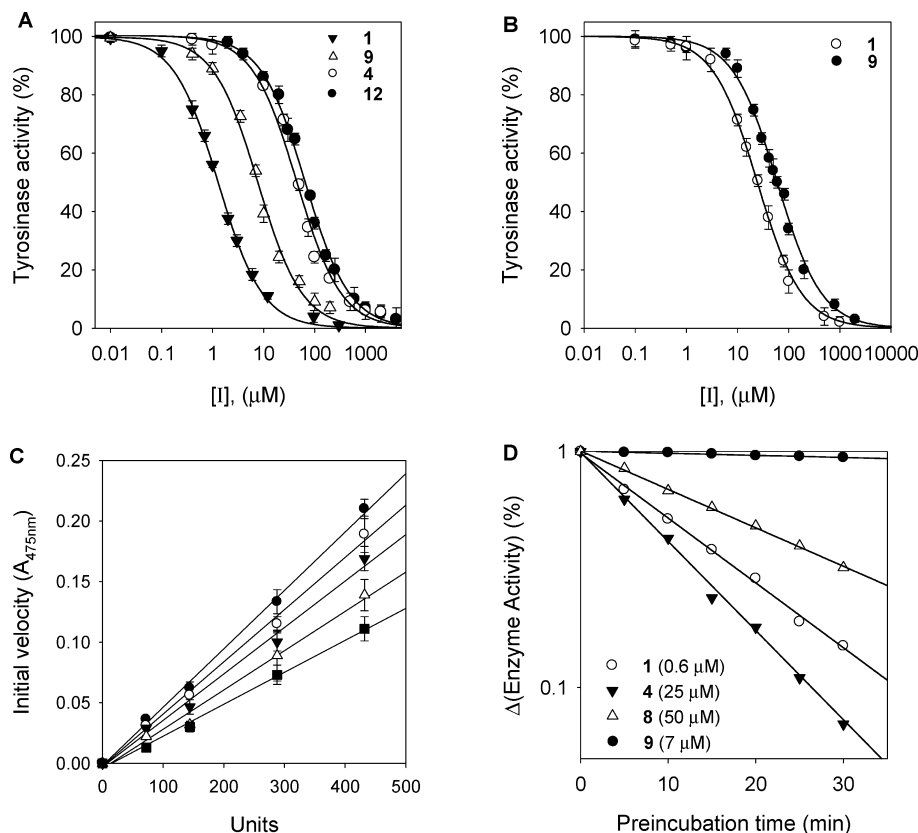 A
1
9
4
12
Tyrosinase activity (%)
100
80
60
40
20
0
0.01 0.1 1 10 100 1000
[I], (μM)
B
1
9
Tyrosinase activity (%)
100
80
60
40
20
0
0.01 0.1 1 10 100 1000 10000
[I], (μM)
C
Initial velocity (A475nm)
0.25
0.20
0.15
0.10
0.05
0.00
0 100 200 300 400 500
Units
D
Δ(Enzyme Activity) (%)
1
0.1
1 (0.6 μM)
4 (25 μM)
8 (50 μM)
9 (7 μM)
0 10 20 30
Preincubation time (min)